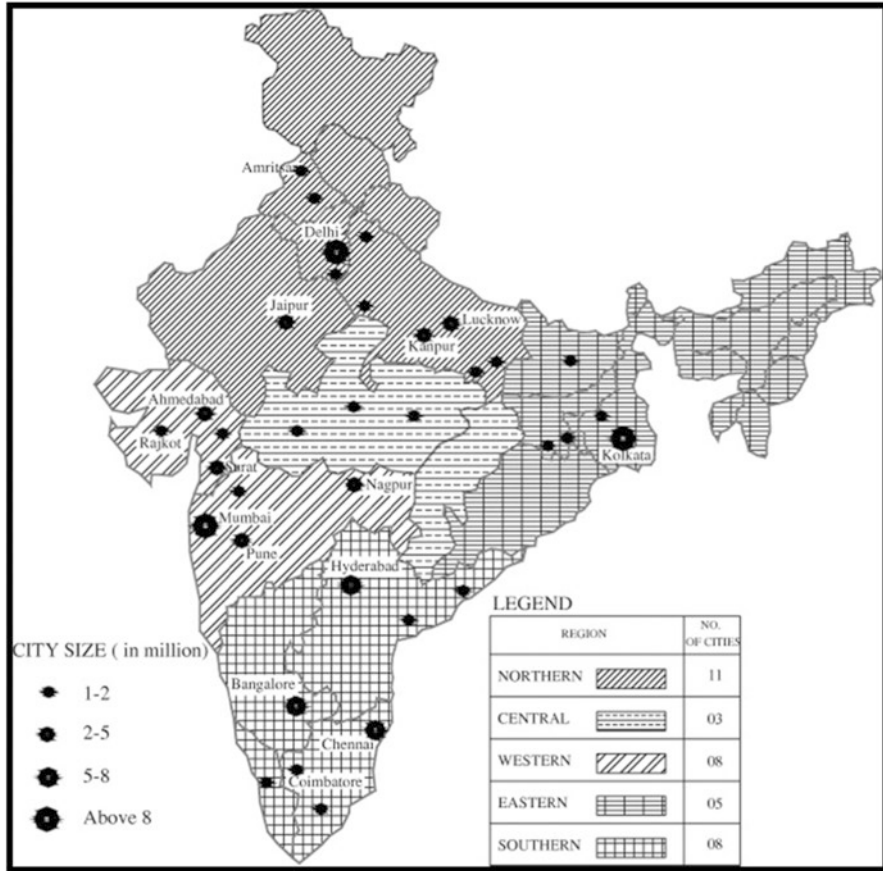 Amritsar
Delhi
Jaipur
Lucknow
Kanpur
Ahmedabad
Rajkot
Surat
Kolkata
Nagpur
Mumbai
Pune
Hyderabad
Bangalore
Chennai
Coimbatore
CITY SIZE ( in million)
1-2
2-5
5-8
Above 8
LEGEND
REGION NO. OF CITIES
NORTHERN 11
CENTRAL 03
WESTERN 08
EASTERN 05
SOUTHERN 08